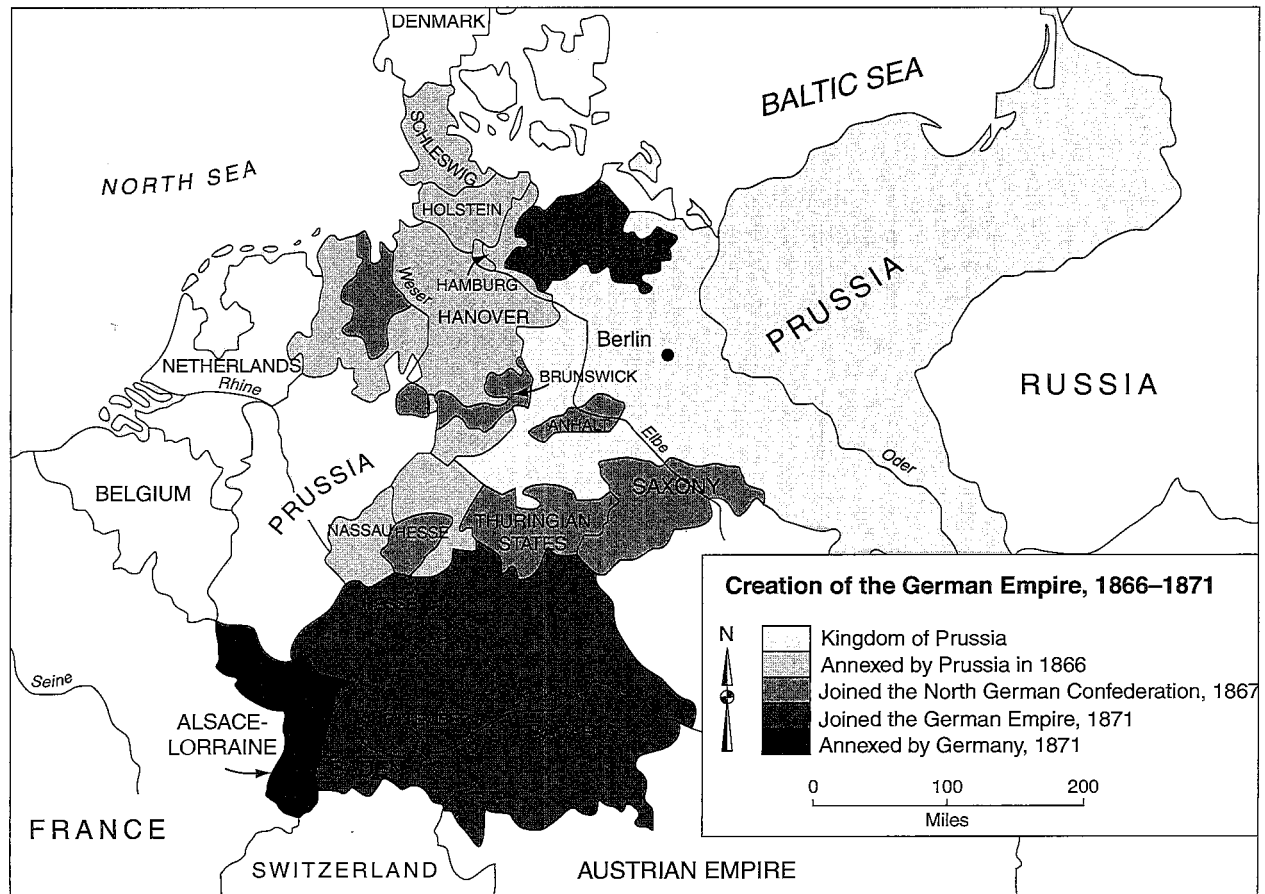 DENMARK
BALTIC SEA
NORTH SEA
SCHLESWIG
HOLSTEIN
HAMBURG
Weser
HANOVER
PRUSSIA
Berlin
NETHERLANDS
Rhine
BRUNSWICK
RUSSIA
ANHALT
Elbe
Oder
BELGIUM
PRUSSIA
SAXONY
NASSAU
HESSE
THURINGIAN
STATES
HESSE
Creation of the German Empire, 1866–1871
N
Kingdom of Prussia
Annexed by Prussia in 1866
Joined the North German Confederation, 1867
Joined the German Empire, 1871
Annexed by Germany, 1871
0 100 200
Miles
Seine
ALSACE-
LORRAINE
FRANCE
SWITZERLAND
AUSTRIAN EMPIRE